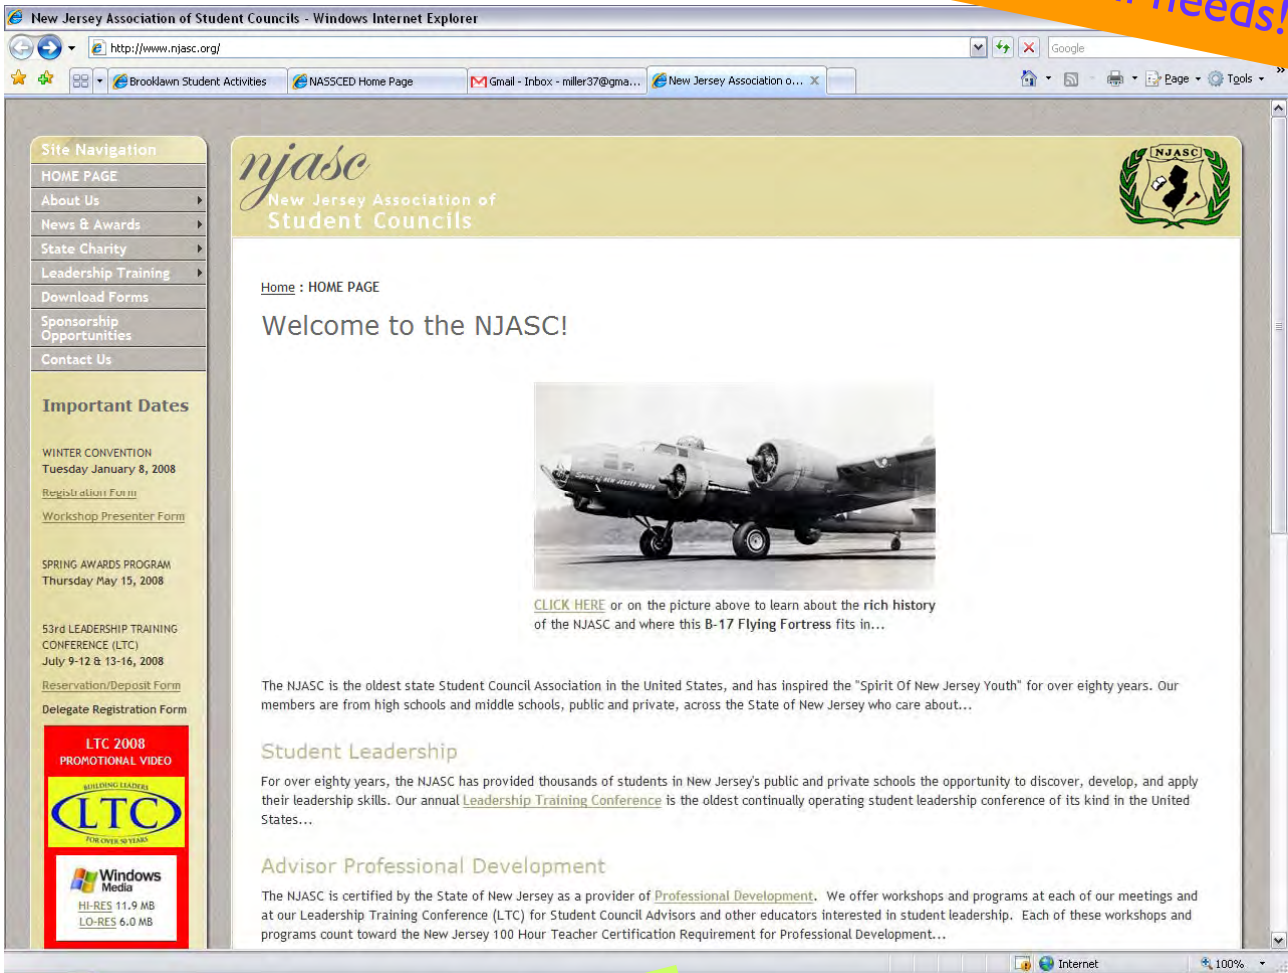 New Jersey Association of Student Councils - Windows Internet Explorer
needs!
http://www.njasc.org/
Google
Brooklawn Student Activities
NASSCED Home Page
Gmail - Inbox - miller37@gma...
New Jersey Association o...
Page
Tools
Site Navigation
HOME PAGE
About Us
News & Awards
State Charity
Leadership Training
Download Forms
Sponsorship
Opportunities
Contact Us
Important Dates
WINTER CONVENTION
Tuesday January 8, 2008
Registration Form
Workshop Presenter Form
SPRING AWARDS PROGRAM
Thursday May 15, 2008
53rd LEADERSHIP TRAINING
CONFERENCE (LTC)
July 9-12 & 13-16, 2008
Reservation/Deposit Form
Delegate Registration Form
LTC 2008
PROMOTIONAL VIDEO
BUILDING LEADERS
LTC
FOR OVER 50 YEARS
Windows
Media
HI-RES 11.9 MB
LO-RES 6.0 MB
njasc
New Jersey Association of
Student Councils
NJASC
Home : HOME PAGE
Welcome to the NJASC!
Spirit of NEW JERSEY YOUTH
CLICK HERE or on the picture above to learn about the rich history
of the NJASC and where this B-17 Flying Fortress fits in...
The NJASC is the oldest state Student Council Association in the United States, and has inspired the "Spirit Of New Jersey Youth" for over eighty years. Our
members are from high schools and middle schools, public and private, across the State of New Jersey who care about...
Student Leadership
For over eighty years, the NJASC has provided thousands of students in New Jersey's public and private schools the opportunity to discover, develop, and apply
their leadership skills. Our annual Leadership Training Conference is the oldest continually operating student leadership conference of its kind in the United
States...
Advisor Professional Development
The NJASC is certified by the State of New Jersey as a provider of Professional Development. We offer workshops and programs at each of our meetings and
at our Leadership Training Conference (LTC) for Student Council Advisors and other educators interested in student leadership. Each of these workshops and
programs count toward the New Jersey 100 Hour Teacher Certification Requirement for Professional Development...
Internet
100%